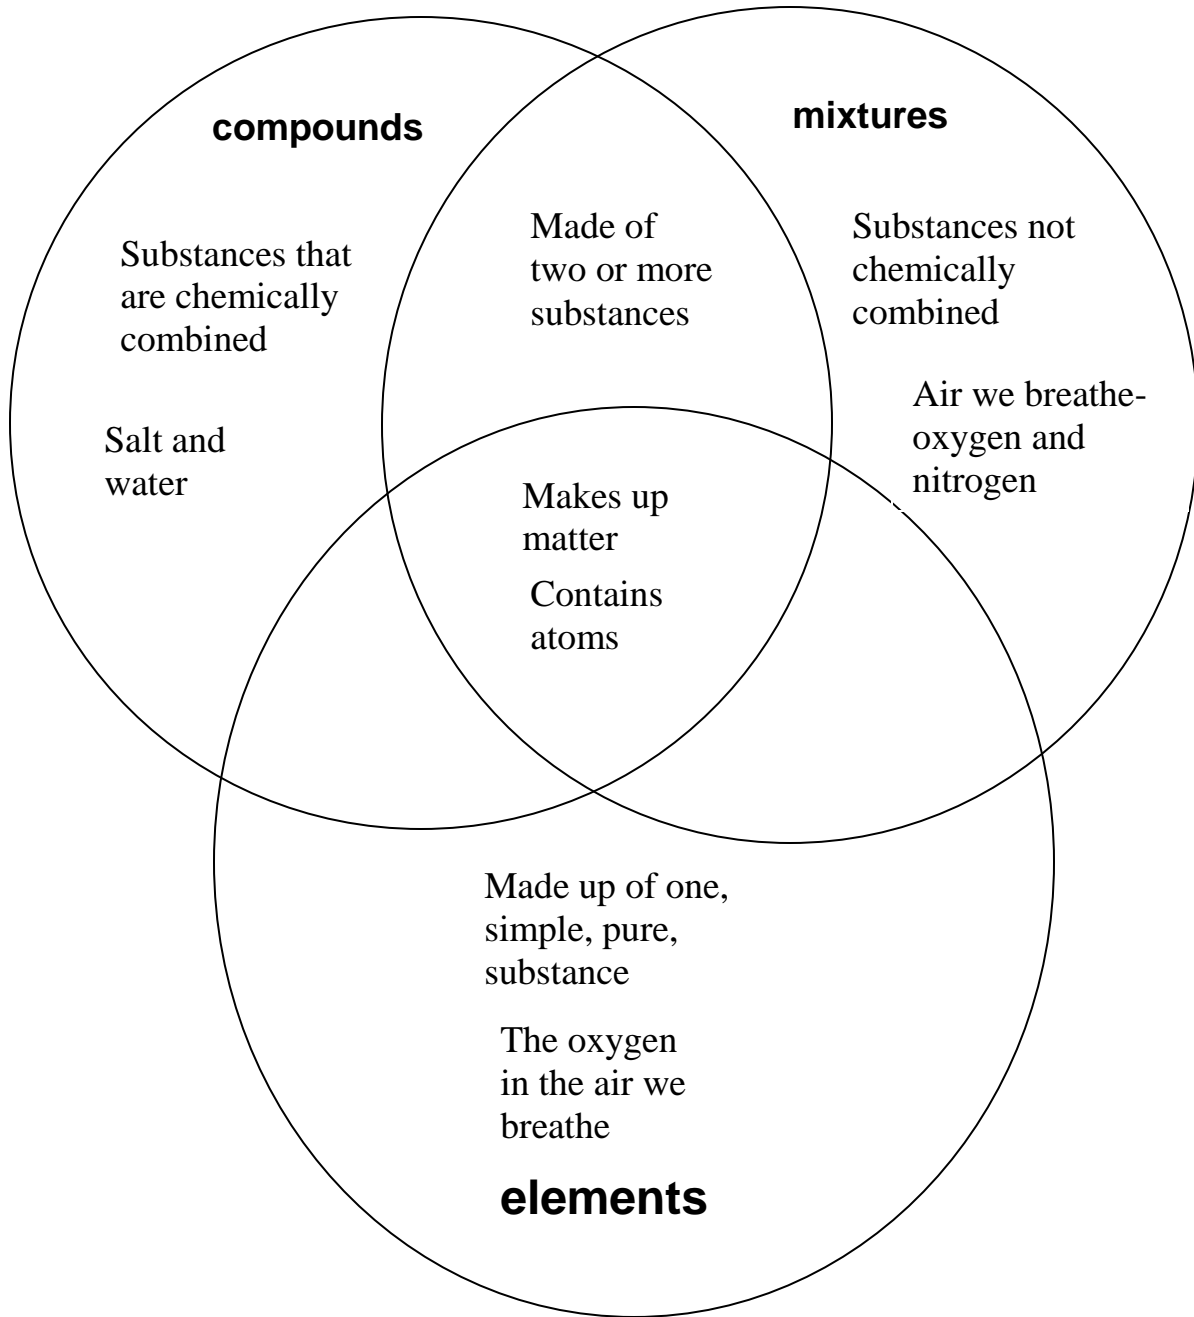 compounds
Substances that
are chemically
combined
Salt and
water
Made of
two or more
substances
mixtures
Substances not
chemically
combined
Air we breathe-
oxygen and
nitrogen
Makes up
matter
Contains
atoms
Made up of one,
simple, pure,
substance
The oxygen
in the air we
breathe
elements